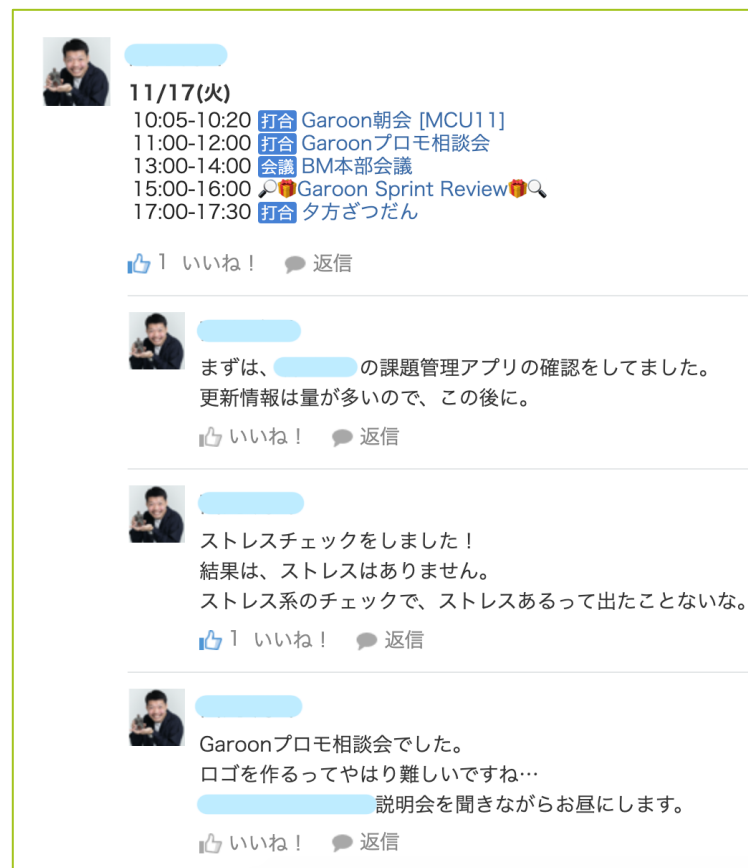 11/17(火)
10:05-10:20 打合 Garoon朝会 [MCU11]
11:00-12:00 打合 Garoonプロモ相談会
13:00-14:00 会議 BM本部会議
15:00-16:00 🔎🎁Garoon Sprint Review🎁🔍
17:00-17:30 打合 夕方ざつだん
1 いいね！ 返信
まずは、の課題管理アプリの確認をしてました。
更新情報は量が多いので、この後に。
いいね！ 返信
ストレスチェックをしました！
結果は、ストレスはありません。
ストレス系のチェックで、ストレスあるって出たことないな。
1 いいね！ 返信
Garoonプロモ相談会でした。
ロゴを作るってやはり難しいですね…
説明会を聞きながらお昼にします。
いいね！ 返信